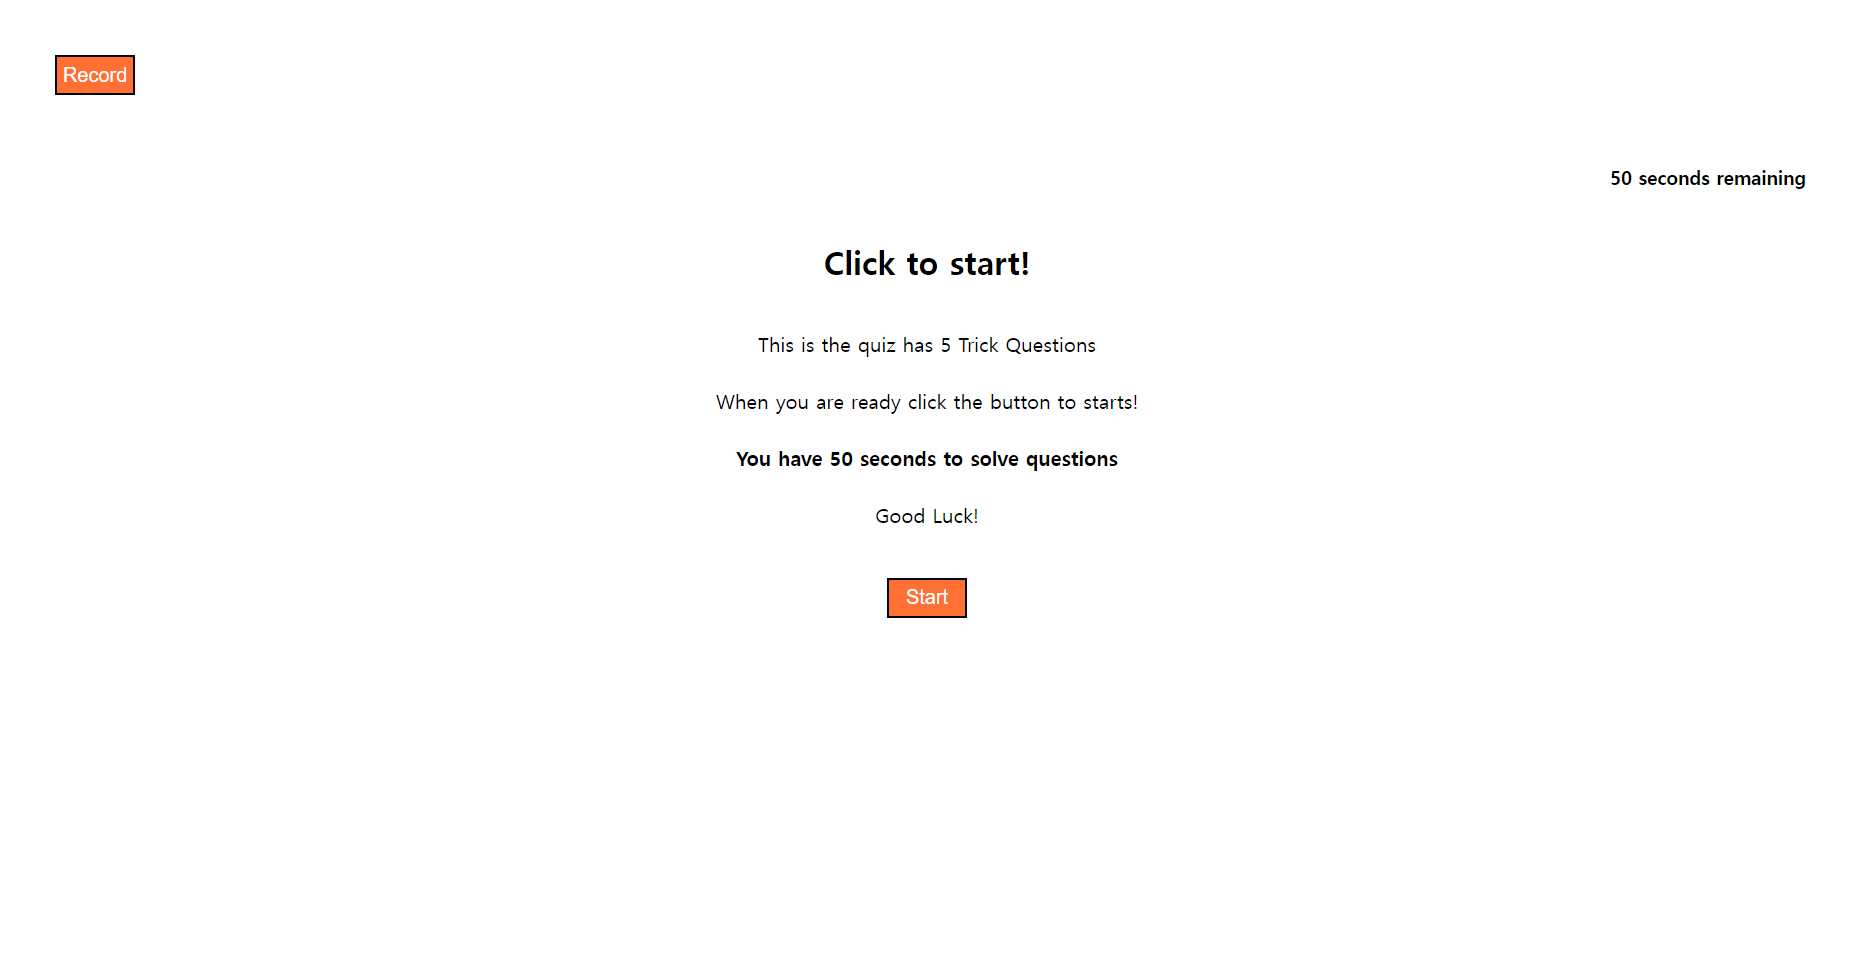 Record
50 seconds remaining
Click to start!
This is the quiz has 5 Trick Questions
When you are ready click the button to starts!
You have 50 seconds to solve questions
Good Luck!
Start